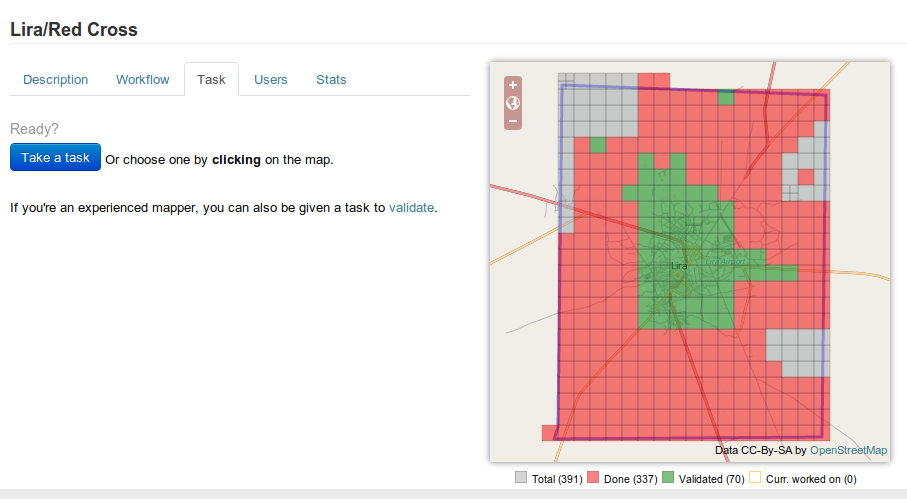 Lira/Red Cross
Description Workflow Task Users Stats
Ready?
Take a task Or choose one by clicking on the map.
If you're an experienced mapper, you can also be given a task to validate.
+
−
Lira
Data CC-By-SA by OpenStreetMap
Total (391) Done (337) Validated (70) Curr. worked on (0)